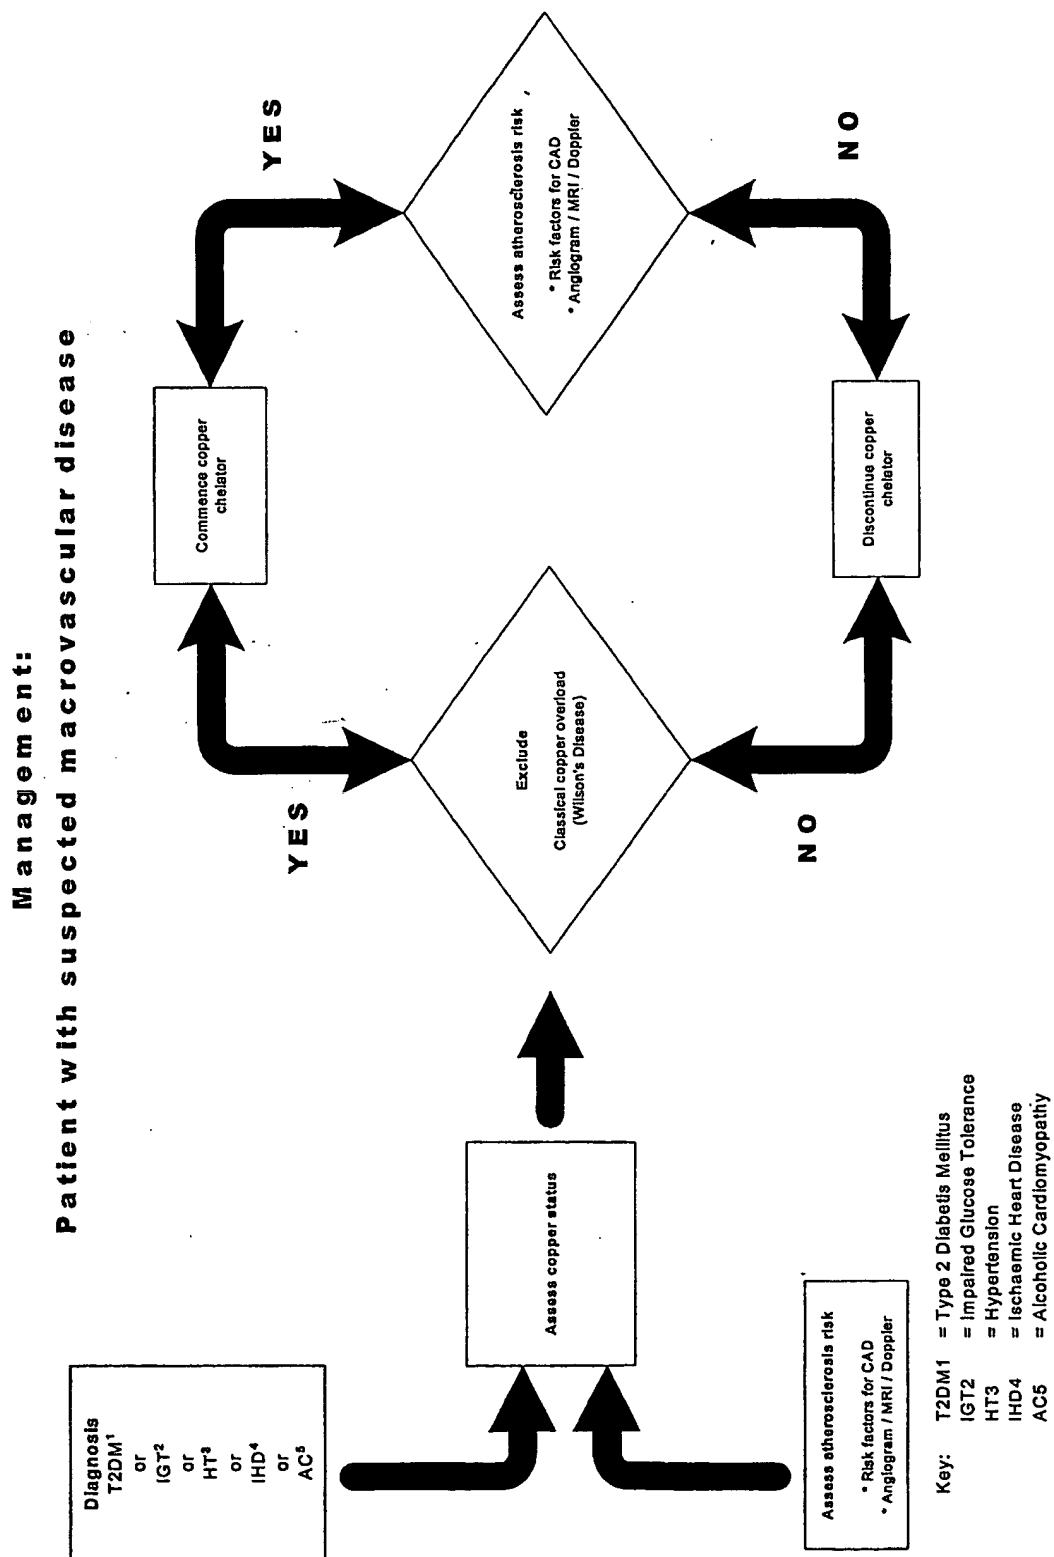 Management:
Patient with suspected macrovascular disease
Diagnosis
T2DM¹
or
IGT²
or
HT³
or
IHD⁴
or
AC⁵
Assess atherosclerosis risk
* Risk factors for CAD
* Angiogram / MRI / Doppler
Assess copper status
Exclude
Classical copper overload
(Wilson's Disease)
YES
NO
Commence copper
chelator
Discontinue copper
chelator
YES
NO
Assess atherosclerosis risk
* Risk factors for CAD
* Angiogram / MRI / Doppler
Key: T2DM1 = Type 2 Diabetis Mellitus
IGT2 = Impaired Glucose Tolerance
HT3 = Hypertension
IHD4 = Ischaemic Heart Disease
AC5 = Alcoholic Cardiomyopathy